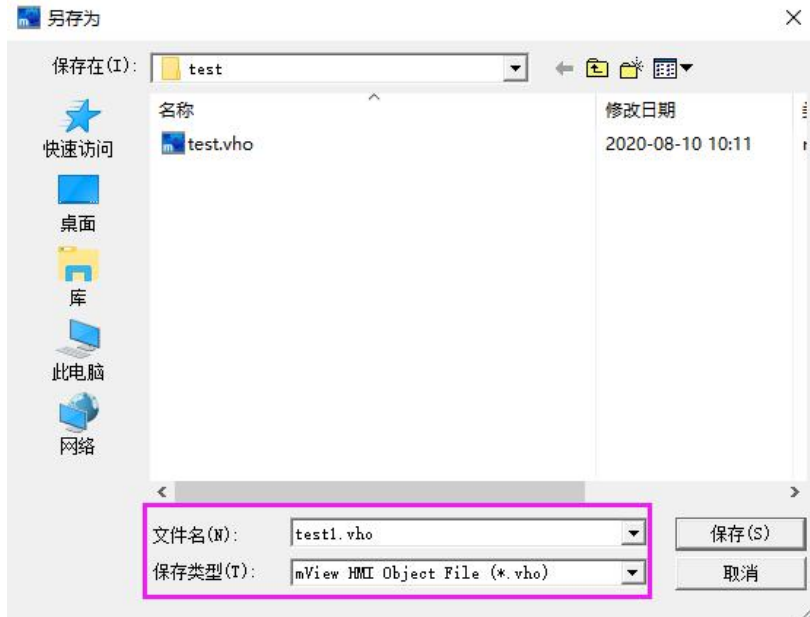 另存为
保存在(I):
test
名称
修改日期
test.vho
2020-08-10 10:11
快速访问
桌面
库
此电脑
网络
文件名(N):
test1.vho
保存(S)
保存类型(T):
mView HMI Object File (*.vho)
取消